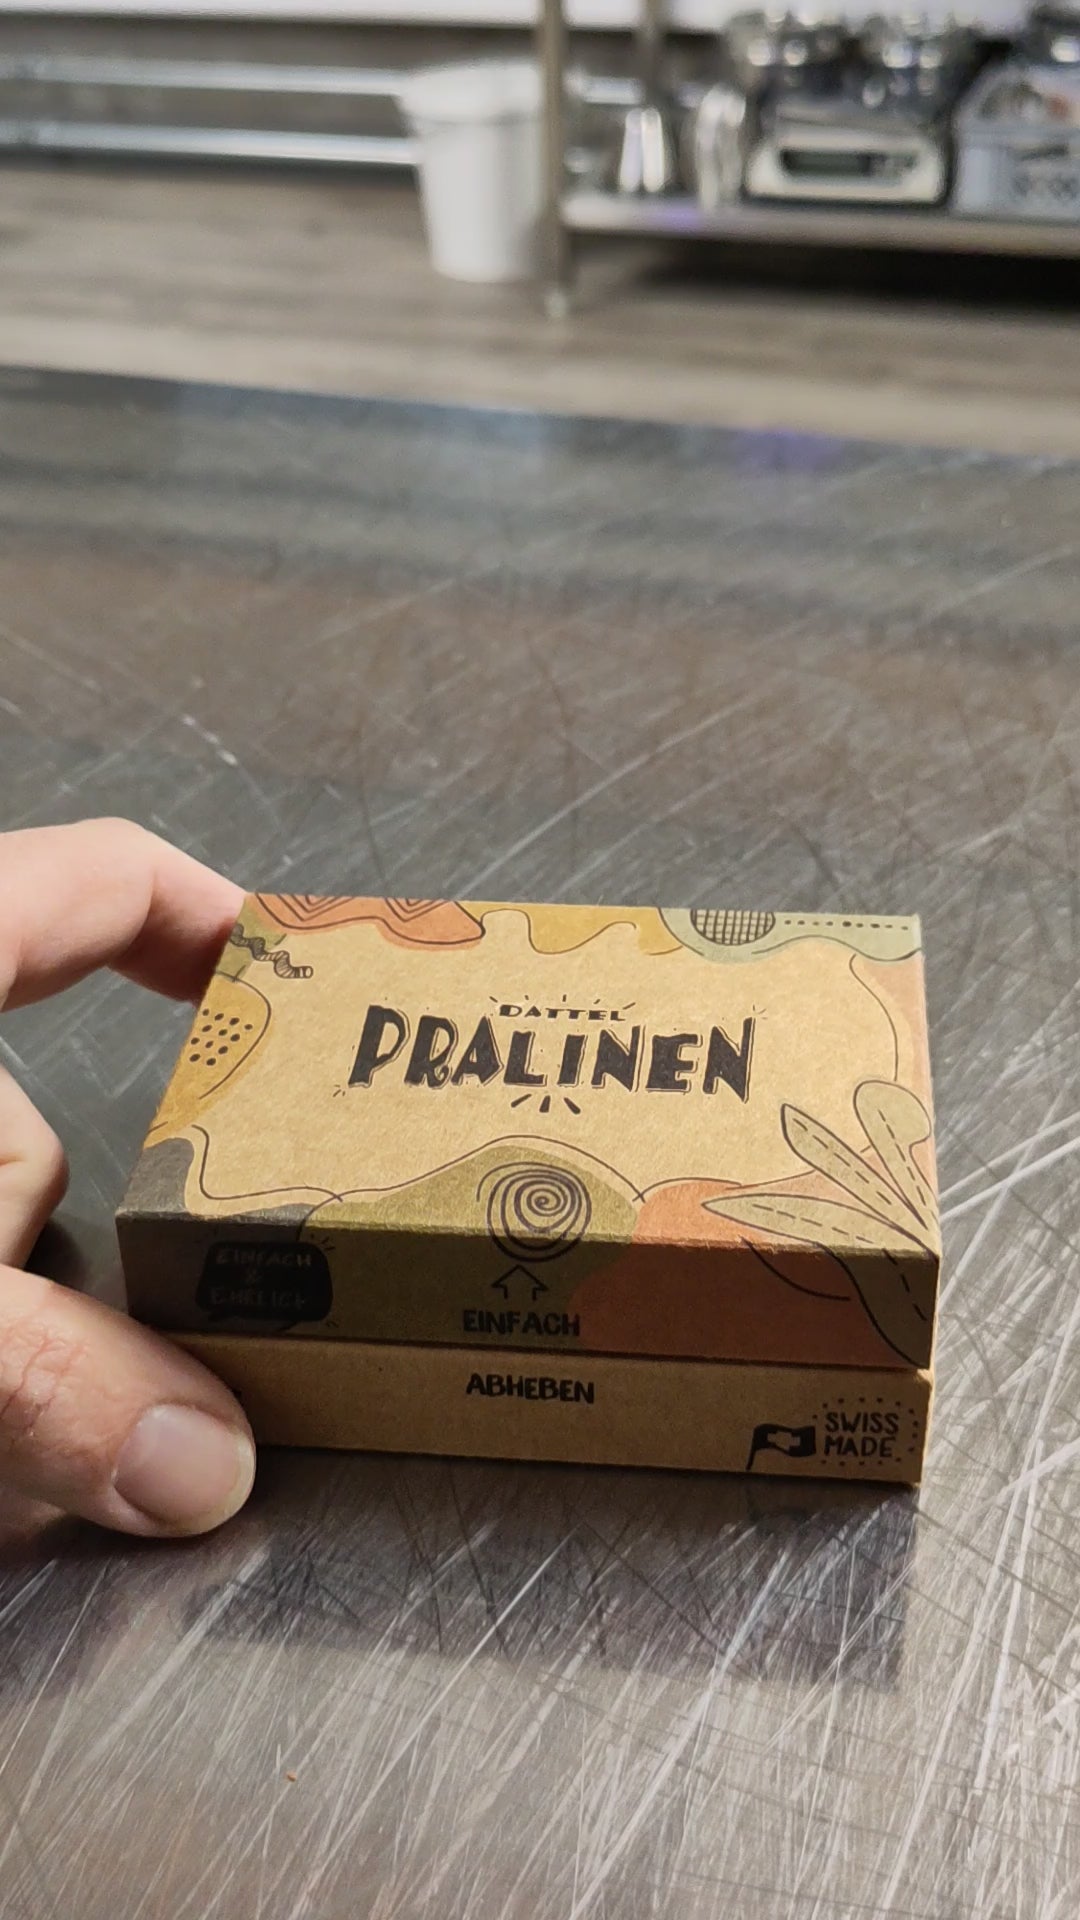 DATTEL
PRALINEN
EINFACH
&
EHRLICH
EINFACH
ABHEBEN
SWISS
MADE